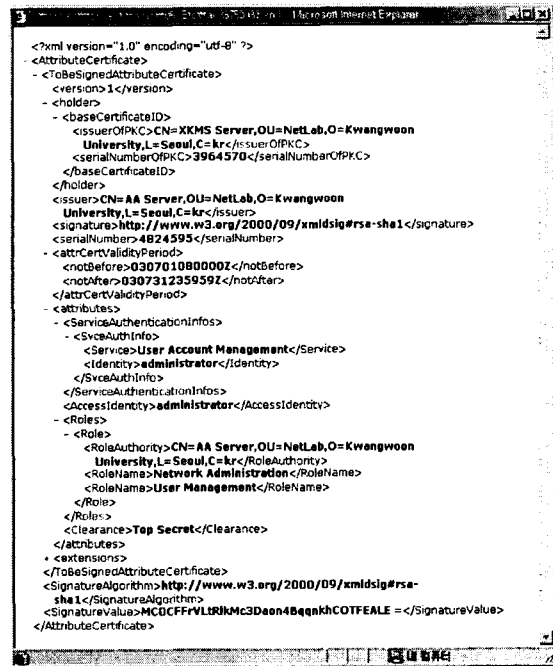 Microsoft Internet Explorer
<?xml version="1.0" encoding="utf-8" ?>
- <AttributeCertificate>
- <ToBeSignedAttributeCertificate>
<version>1</version>
- <holder>
- <baseCertificateID>
<issuerOfPKC>CN=XKMS Server,OU=NetLab,O=Kwangwoon
University,L=Seoul,C=kr</issuerOfPKC>
<serialNumberOfPKC>3964570</serialNumberOfPKC>
</baseCertificateID>
</holder>
<issuer>CN=AA Server,OU=NetLab,O=Kwangwoon
University,L=Seoul,C=kr</issuer>
<signature>http://www.w3.org/2000/09/xmldsig#rsa-sha1</signature>
<serialNumber>4824595</serialNumber>
- <attrCertValidityPeriod>
<notBefore>030701080000Z</notBefore>
<notAfter>030731235959Z</notAfter>
</attrCertValidityPeriod>
- <attributes>
- <ServiceAuthenticationInfos>
- <SvceAuthInfo>
<Service>User Account Management</Service>
<Identity>administrator</Identity>
</SvceAuthInfo>
</ServiceAuthenticationInfos>
<AccessIdentity>administrator</AccessIdentity>
- <Roles>
- <Role>
<RoleAuthority>CN=AA Server,OU=NetLab,O=Kwangwoon
University,L=Seoul,C=kr</RoleAuthority>
<RoleName>Network Administration</RoleName>
<RoleName>User Management</RoleName>
</Role>
</Roles>
<Clearance>Top Secret</Clearance>
</attributes>
+ <extensions>
</ToBeSignedAttributeCertificate>
<SignatureAlgorithm>http://www.w3.org/2000/09/xmldsig#rsa-
sha1</SignatureAlgorithm>
<SignatureValue>MCOCFFrVLtRlkMc3Daon4BqqnkhCOTFEALE =</SignatureValue>
</AttributeCertificate>